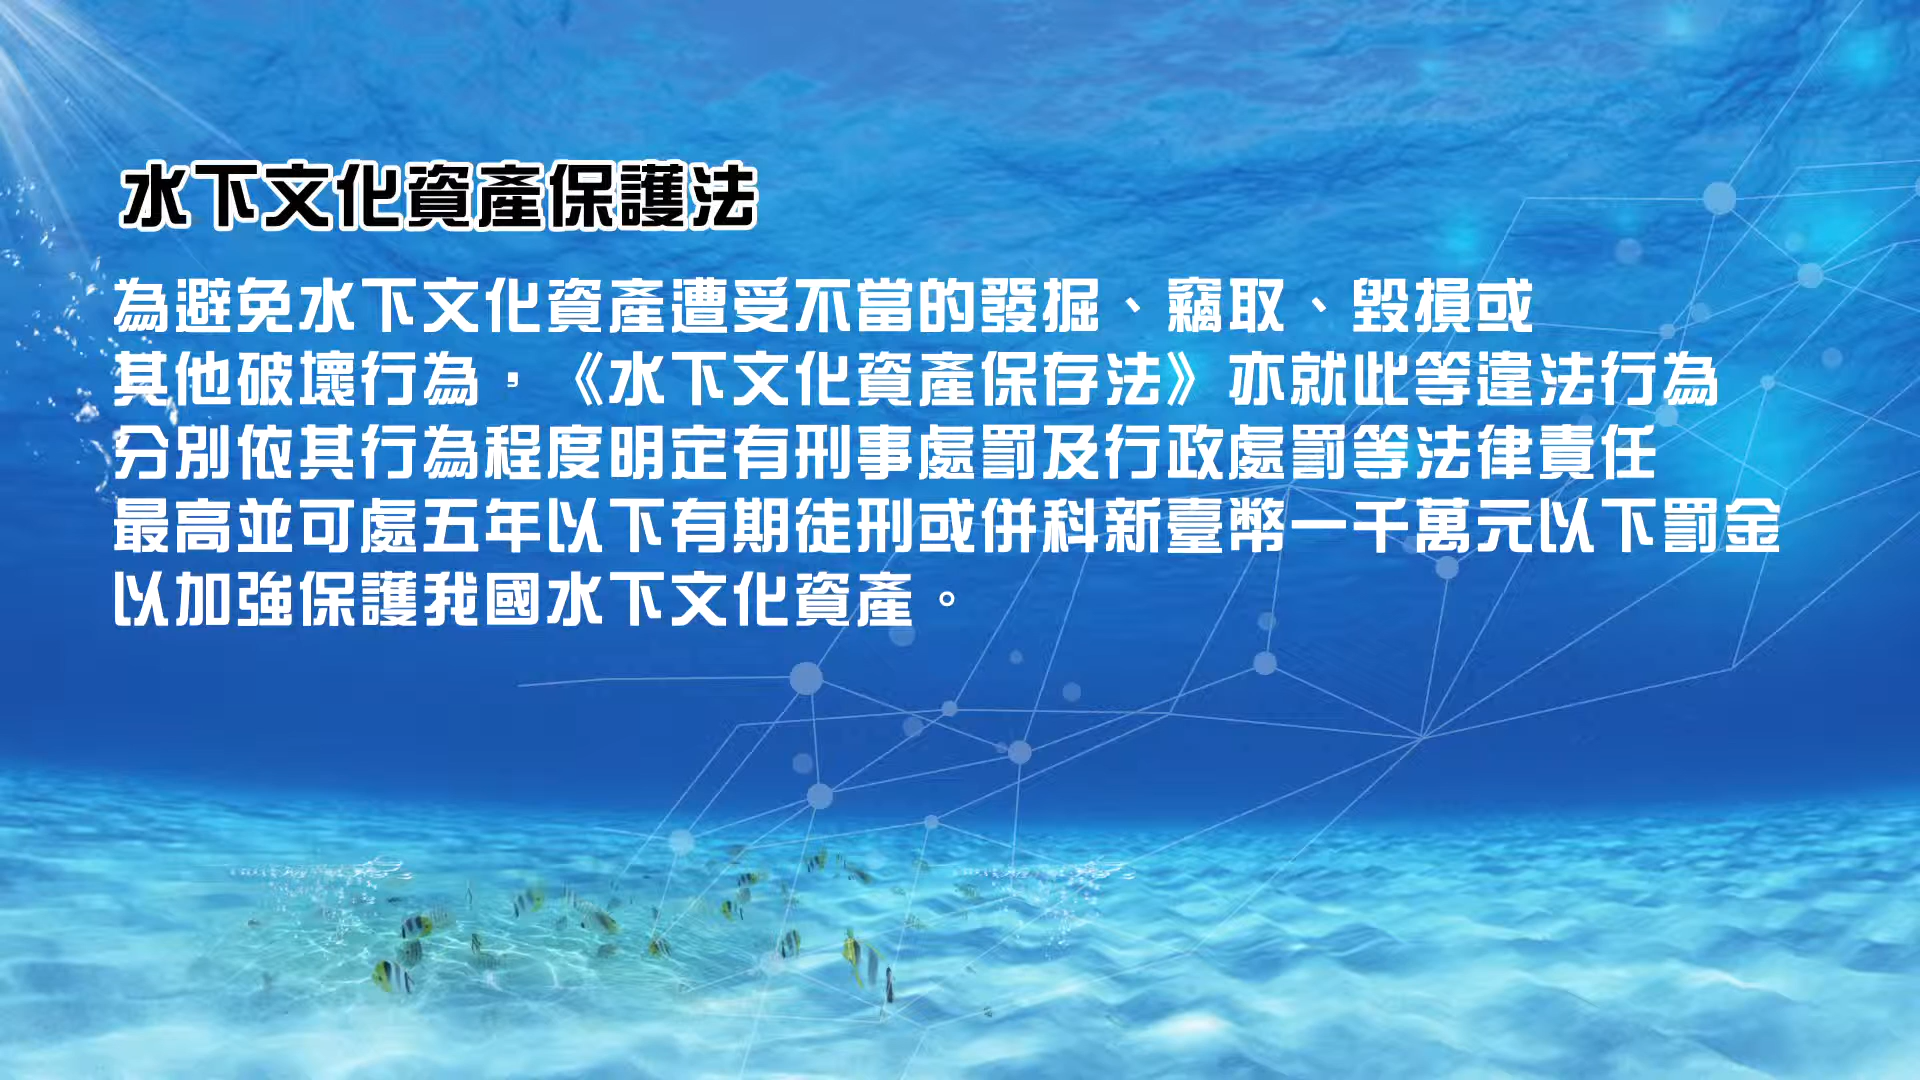 水下文化資產保護法
為避免水下文化資產遭受不當的發掘、竊取、毀損或
其他破壞行為，《水下文化資產保存法》亦就此等違法行為
分別依其行為程度明定有刑事處罰及行政處罰等法律責任
最高並可處五年以下有期徒刑或併科新臺幣一千萬元以下罰金
以加強保護我國水下文化資產。